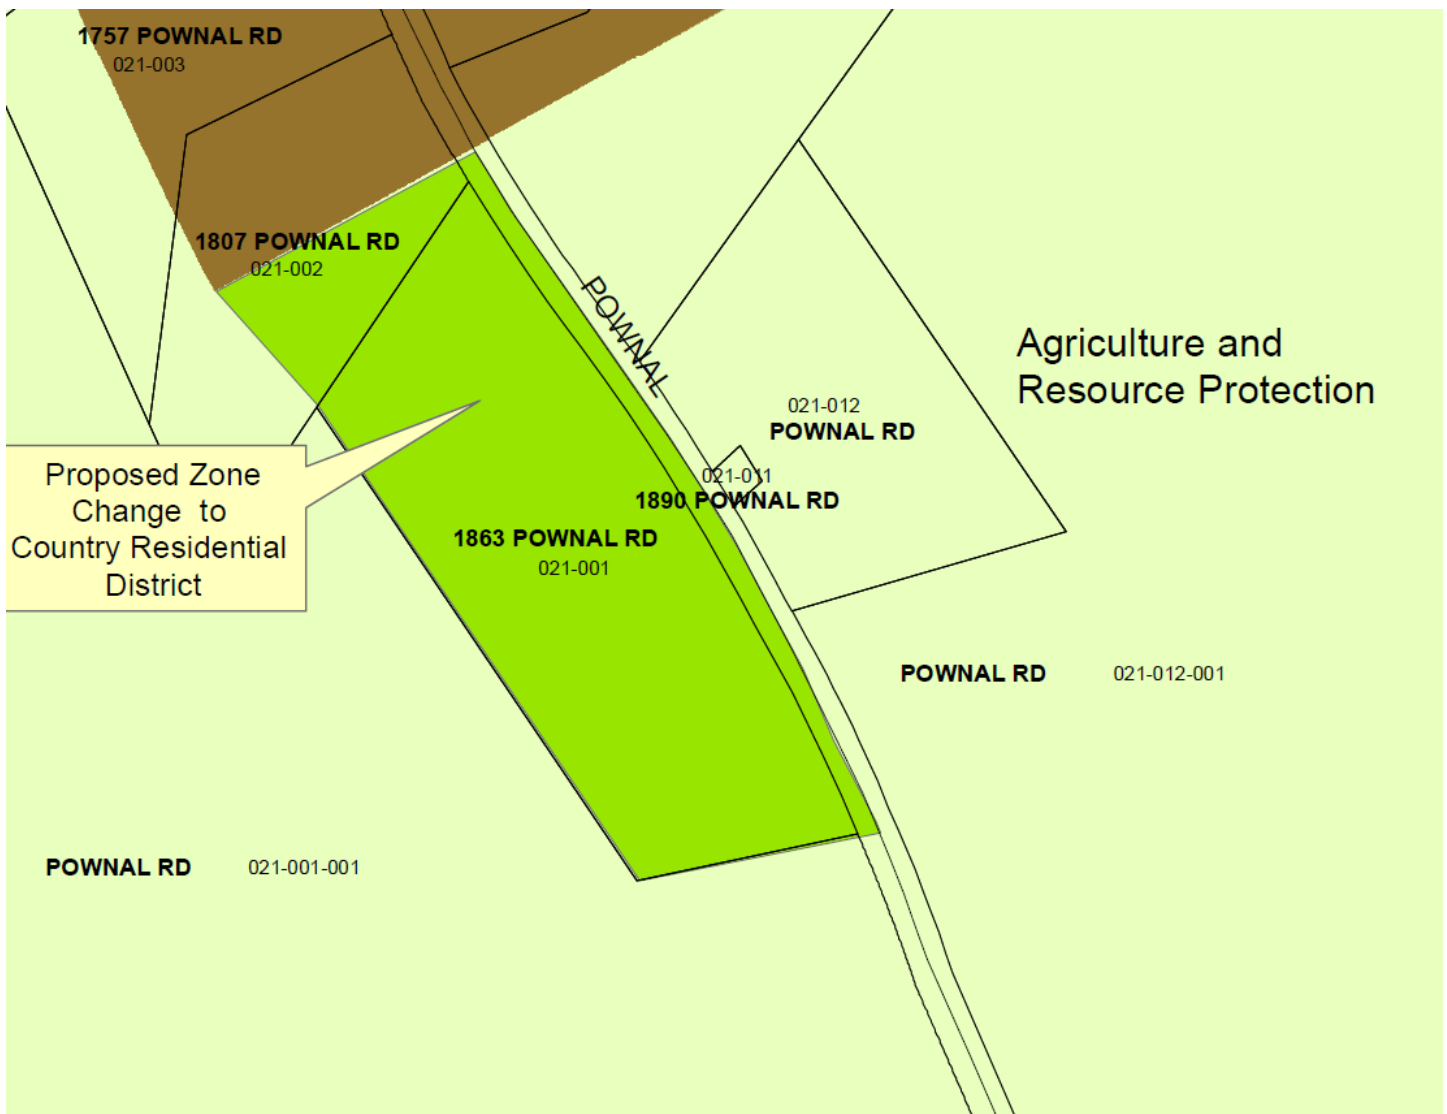 1757 POWNAL RD
021-003
1807 POWNAL RD
021-002
POWNAL
Agriculture and
Resource Protection
021-012
POWNAL RD
021-011
1890 POWNAL RD
Proposed Zone
Change to
Country Residential
District
1863 POWNAL RD
021-001
POWNAL RD 021-012-001
POWNAL RD 021-001-001